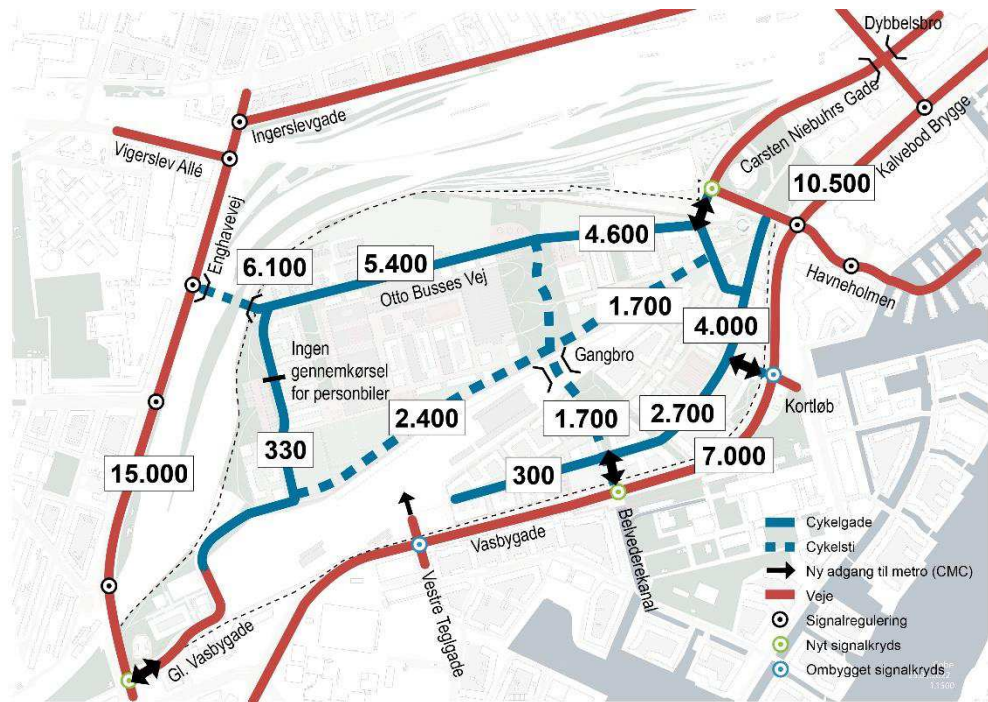 Dybbelsbro
Ingerslevgade
Vigerslev Allé
Carsten Niebuhrs Gade
Kalvebod Brygge
10.500
Enghavevej
6.100
5.400
4.600
Otto Busses Vej
Havneholmen
1.700
4.000
Ingen
gennemkørsel
for personbiler
Gangbro
Kortløb
2.400
1.700
2.700
330
300
7.000
15.000
Vasbygade
Belvederekanal
Vestre Teglgade
Gl. Vasbygade
Cykelgade
Cykelsti
Ny adgang til metro (CMC)
Veje
Signalregulering
Nyt signalkryds
Ombygget signalkryds